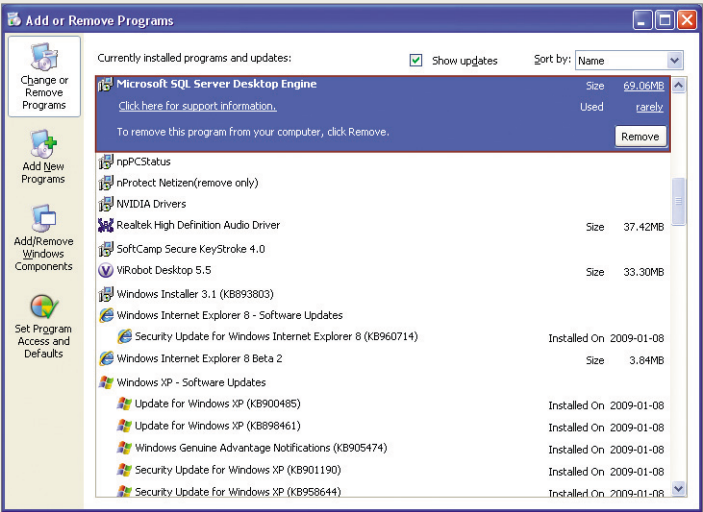 Add or Remove Programs
Change or
Remove
Programs
Add New
Programs
Add/Remove
Windows
Components
Set Program
Access and
Defaults
Currently installed programs and updates:
Show updates
Sort by: Name
Microsoft SQL Server Desktop Engine Size 69.06MB
Click here for support information. Used rarely
To remove this program from your computer, click Remove. Remove
npPCStatus
nProtect Netizen(remove only)
NVIDIA Drivers
Realtek High Definition Audio Driver Size 37.42MB
SoftCamp Secure KeyStroke 4.0
ViRobot Desktop 5.5 Size 33.30MB
Windows Installer 3.1 (KB893803)
Windows Internet Explorer 8 - Software Updates
Security Update for Windows Internet Explorer 8 (KB960714) Installed On 2009-01-08
Windows Internet Explorer 8 Beta 2 Size 3.84MB
Windows XP - Software Updates
Update for Windows XP (KB900485) Installed On 2009-01-08
Update for Windows XP (KB898461) Installed On 2009-01-08
Windows Genuine Advantage Notifications (KB905474) Installed On 2009-01-08
Security Update for Windows XP (KB901190) Installed On 2009-01-08
Security Update for Windows XP (KB958644) Installed On 2009-01-08